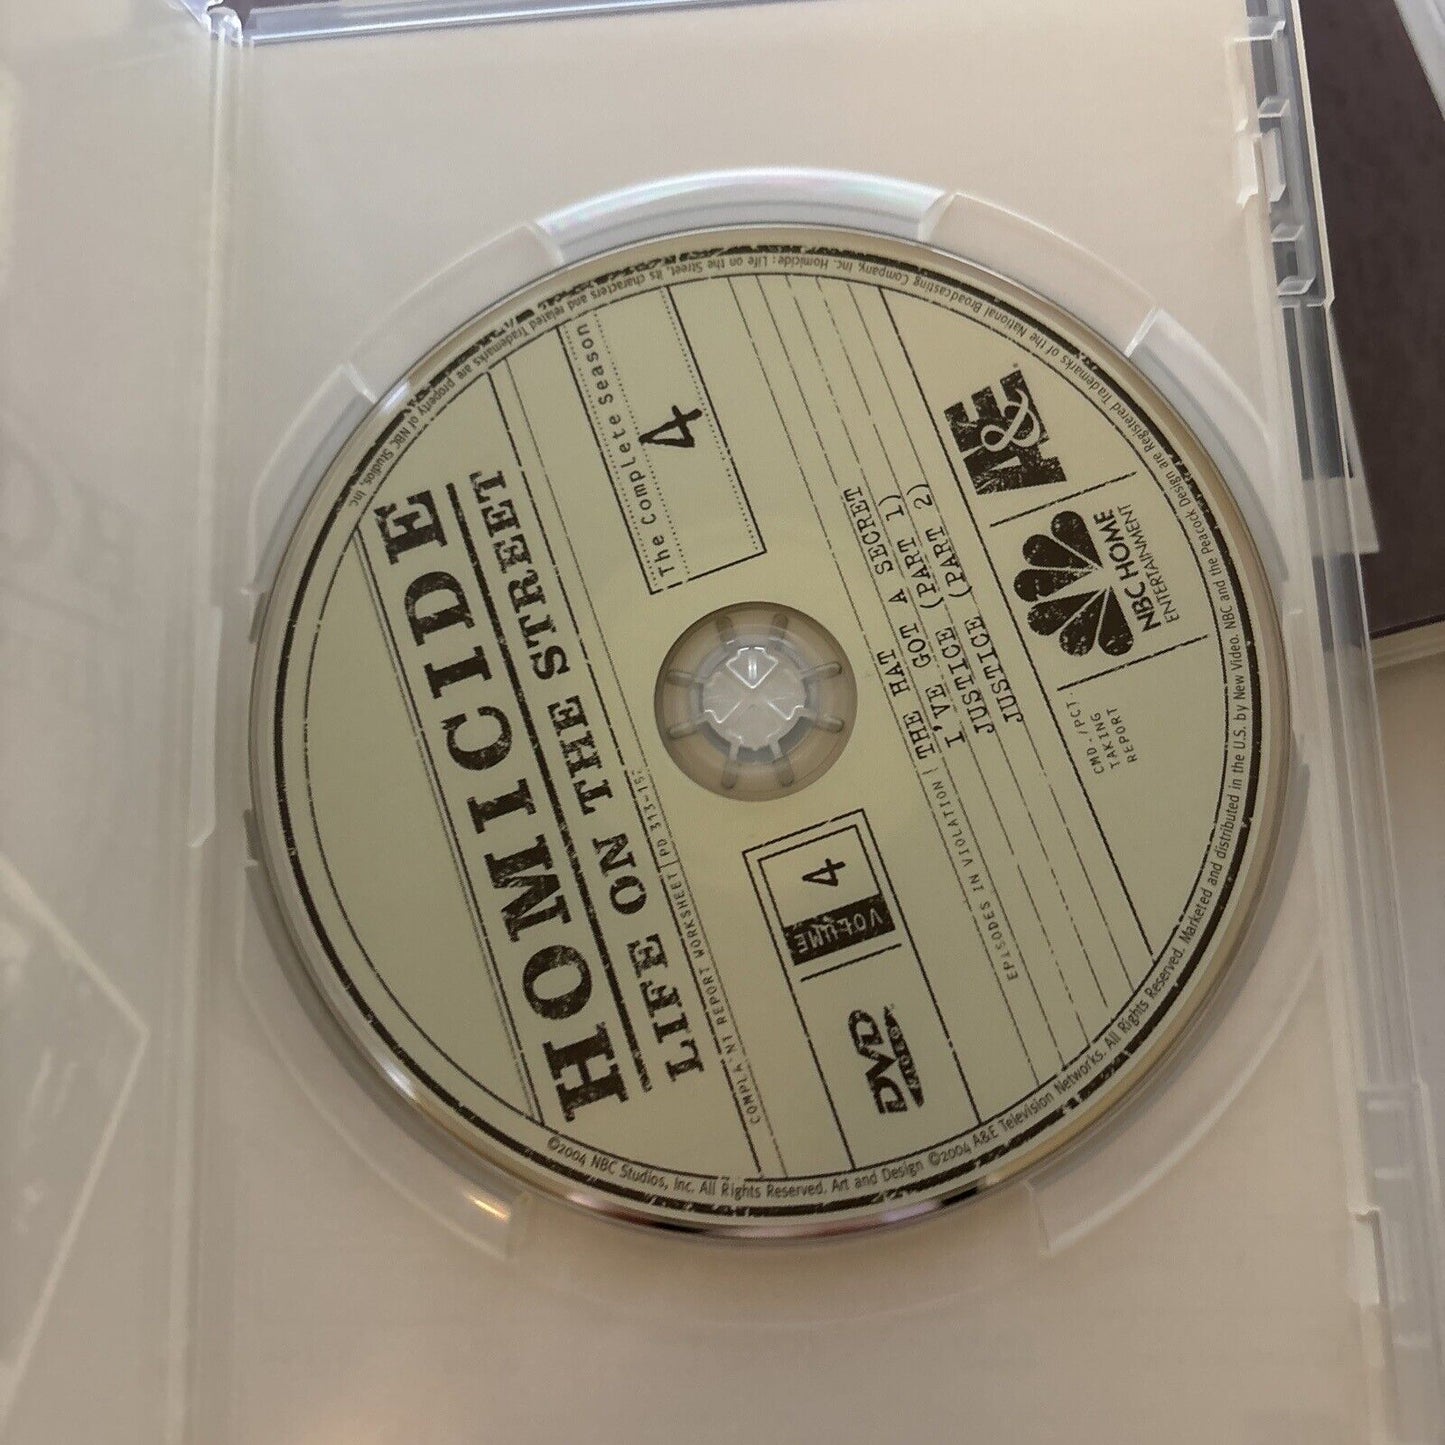 HOMICIDE
LIFE ON THE STREET
COMPLAINT REPORT WORKSHEET | PD 313-15:
The Complete Season
4
DVD
VIDEO
VOLUME
4
EPISODES IN VIOLATION | THE HAT
I'VE GOT A SECRET
JUSTICE (PART 1)
JUSTICE (PART 2)
CMD./PCT.
TAKING
REPORT
NBC HOME
ENTERTAINMENT
A&E
©2004 NBC Studios, Inc. All Rights Reserved. Art and Design ©2004 A&E Television Networks. All Rights Reserved. Marketed and distributed in the U.S. by New Video. NBC and the Peacock Design are Registered Trademarks of the National Broadcasting Company, Inc. Homicide: Life on the Street, its characters and related Trademarks are property of NBC Studios, Inc.